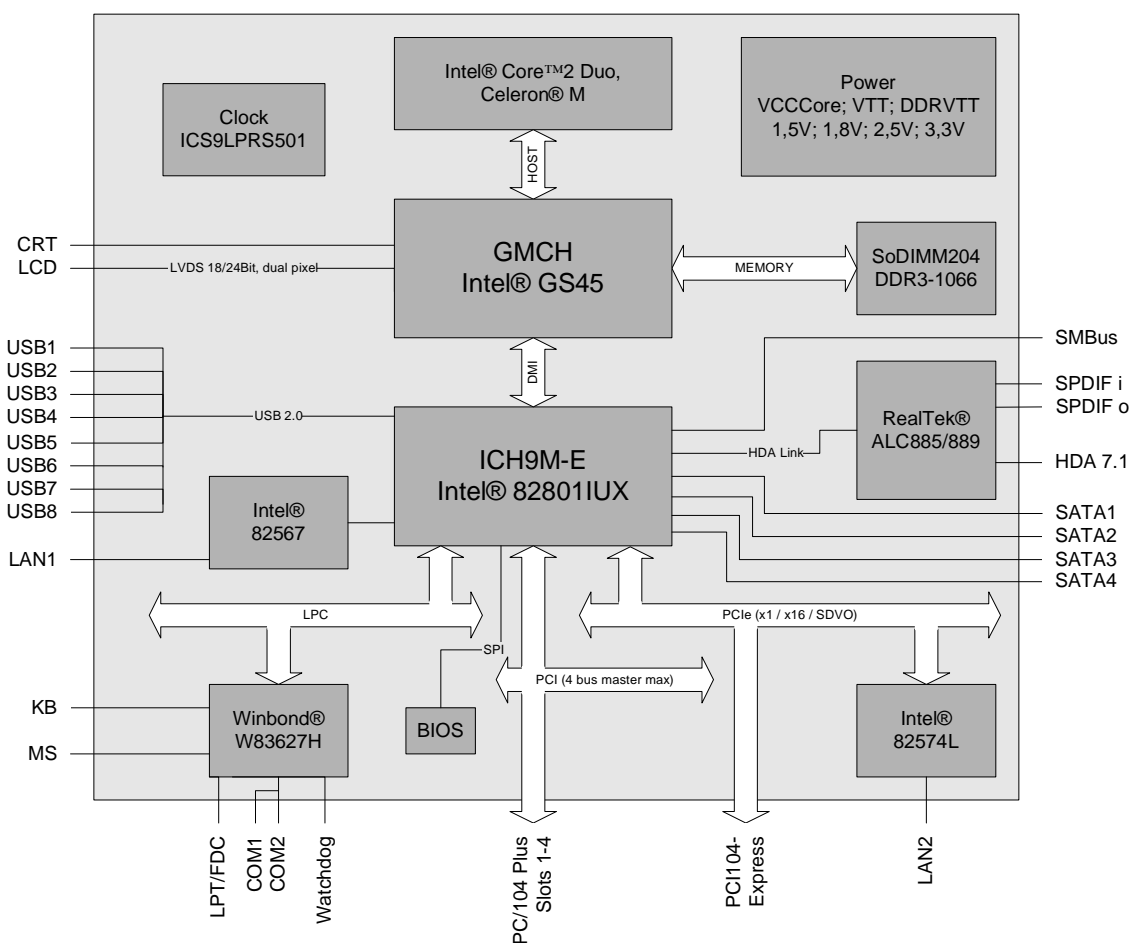 Intel® Core™2 Duo,
Celeron® M
Power
VCCCore; VTT; DDRVTT
1,5V; 1,8V; 2,5V; 3,3V
Clock
ICS9LPRS501
HOST
CRT
LCD
LVDS 18/24Bit, dual pixel
GMCH
Intel® GS45
MEMORY
SoDIMM204
DDR3-1066
DMI
SMBus
USB1
USB2
USB3
USB4
USB5
USB6
USB7
USB8
USB 2.0
ICH9M-E
Intel® 82801IUX
HDA Link
RealTek®
ALC885/889
SPDIF i
SPDIF o
HDA 7.1
SATA1
SATA2
SATA3
SATA4
Intel®
82567
LAN1
LPC
PCIe (x1 / x16 / SDVO)
SPI
PCI (4 bus master max)
KB
MS
Winbond®
W83627H
BIOS
Intel®
82574L
LPT/FDC
COM1
COM2
Watchdog
PC/104 Plus
Slots 1-4
PCI104-
Express
LAN2